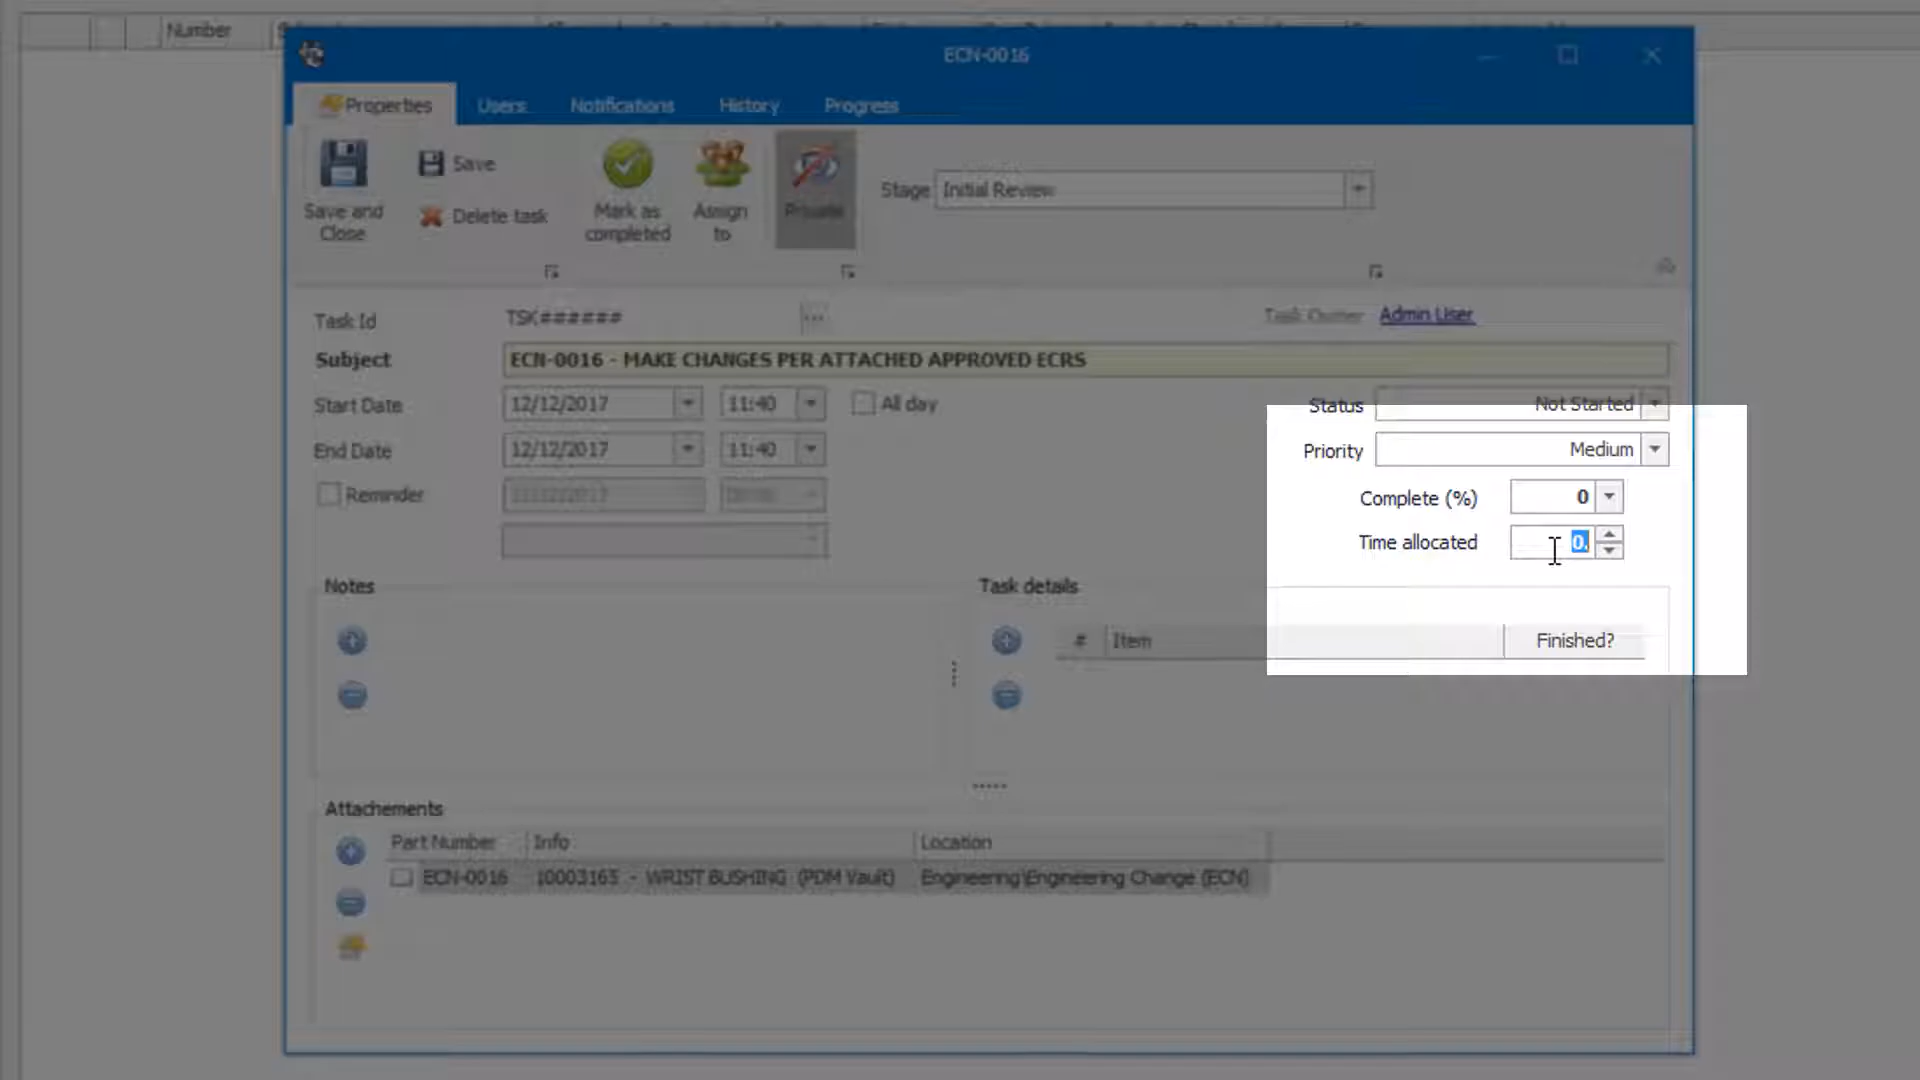 Number
ECN-0016
Properties Users Notifications History Progress
Save and Close
Save
Delete task
Mark as completed
Assign to
Private
Stage Initial Review
Task Id TSK###### ... Task Owner Admin User
Subject ECN-0016 - MAKE CHANGES PER ATTACHED APPROVED ECRS
Start Date 12/12/2017 11:40 All day Status Not Started
End Date 12/12/2017 11:40 Priority Medium
Reminder Complete (%) 0
Time allocated 0.
Notes Task details
# Item Finished?
Attachements
Part Number Info Location
ECN-0016 10003165 - WRIST BUSHING (PDM Vault) Engineering\Engineering Change (ECN)